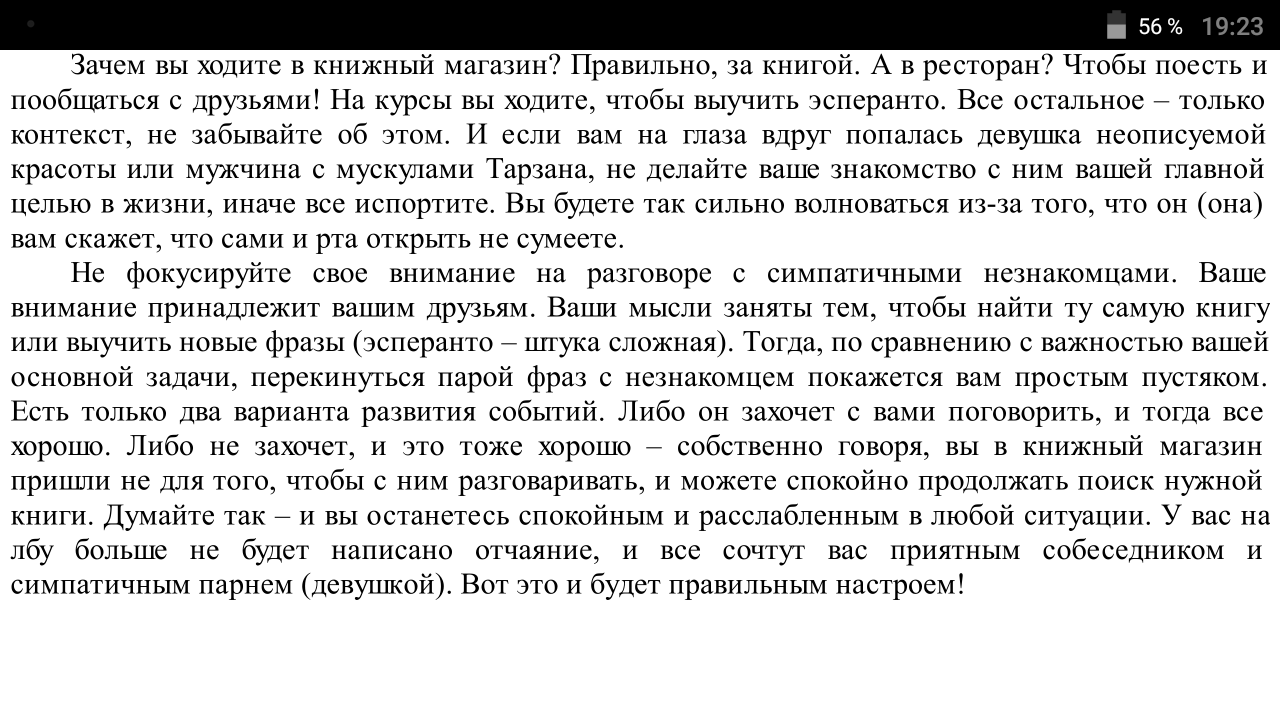 56 % 19:23
Зачем вы ходите в книжный магазин? Правильно, за книгой. А в ресторан? Чтобы поесть и
пообщаться с друзьями! На курсы вы ходите, чтобы выучить эсперанто. Все остальное – только
контекст, не забывайте об этом. И если вам на глаза вдруг попалась девушка неописуемой
красоты или мужчина с мускулами Тарзана, не делайте ваше знакомство с ним вашей главной
целью в жизни, иначе все испортите. Вы будете так сильно волноваться из-за того, что он (она)
вам скажет, что сами и рта открыть не сумеете.
Не фокусируйте свое внимание на разговоре с симпатичными незнакомцами. Ваше
внимание принадлежит вашим друзьям. Ваши мысли заняты тем, чтобы найти ту самую книгу
или выучить новые фразы (эсперанто – штука сложная). Тогда, по сравнению с важностью вашей
основной задачи, перекинуться парой фраз с незнакомцем покажется вам простым пустяком.
Есть только два варианта развития событий. Либо он захочет с вами поговорить, и тогда все
хорошо. Либо не захочет, и это тоже хорошо – собственно говоря, вы в книжный магазин
пришли не для того, чтобы с ним разговаривать, и можете спокойно продолжать поиск нужной
книги. Думайте так – и вы останетесь спокойным и расслабленным в любой ситуации. У вас на
лбу больше не будет написано отчаяние, и все сочтут вас приятным собеседником и
симпатичным парнем (девушкой). Вот это и будет правильным настроем!